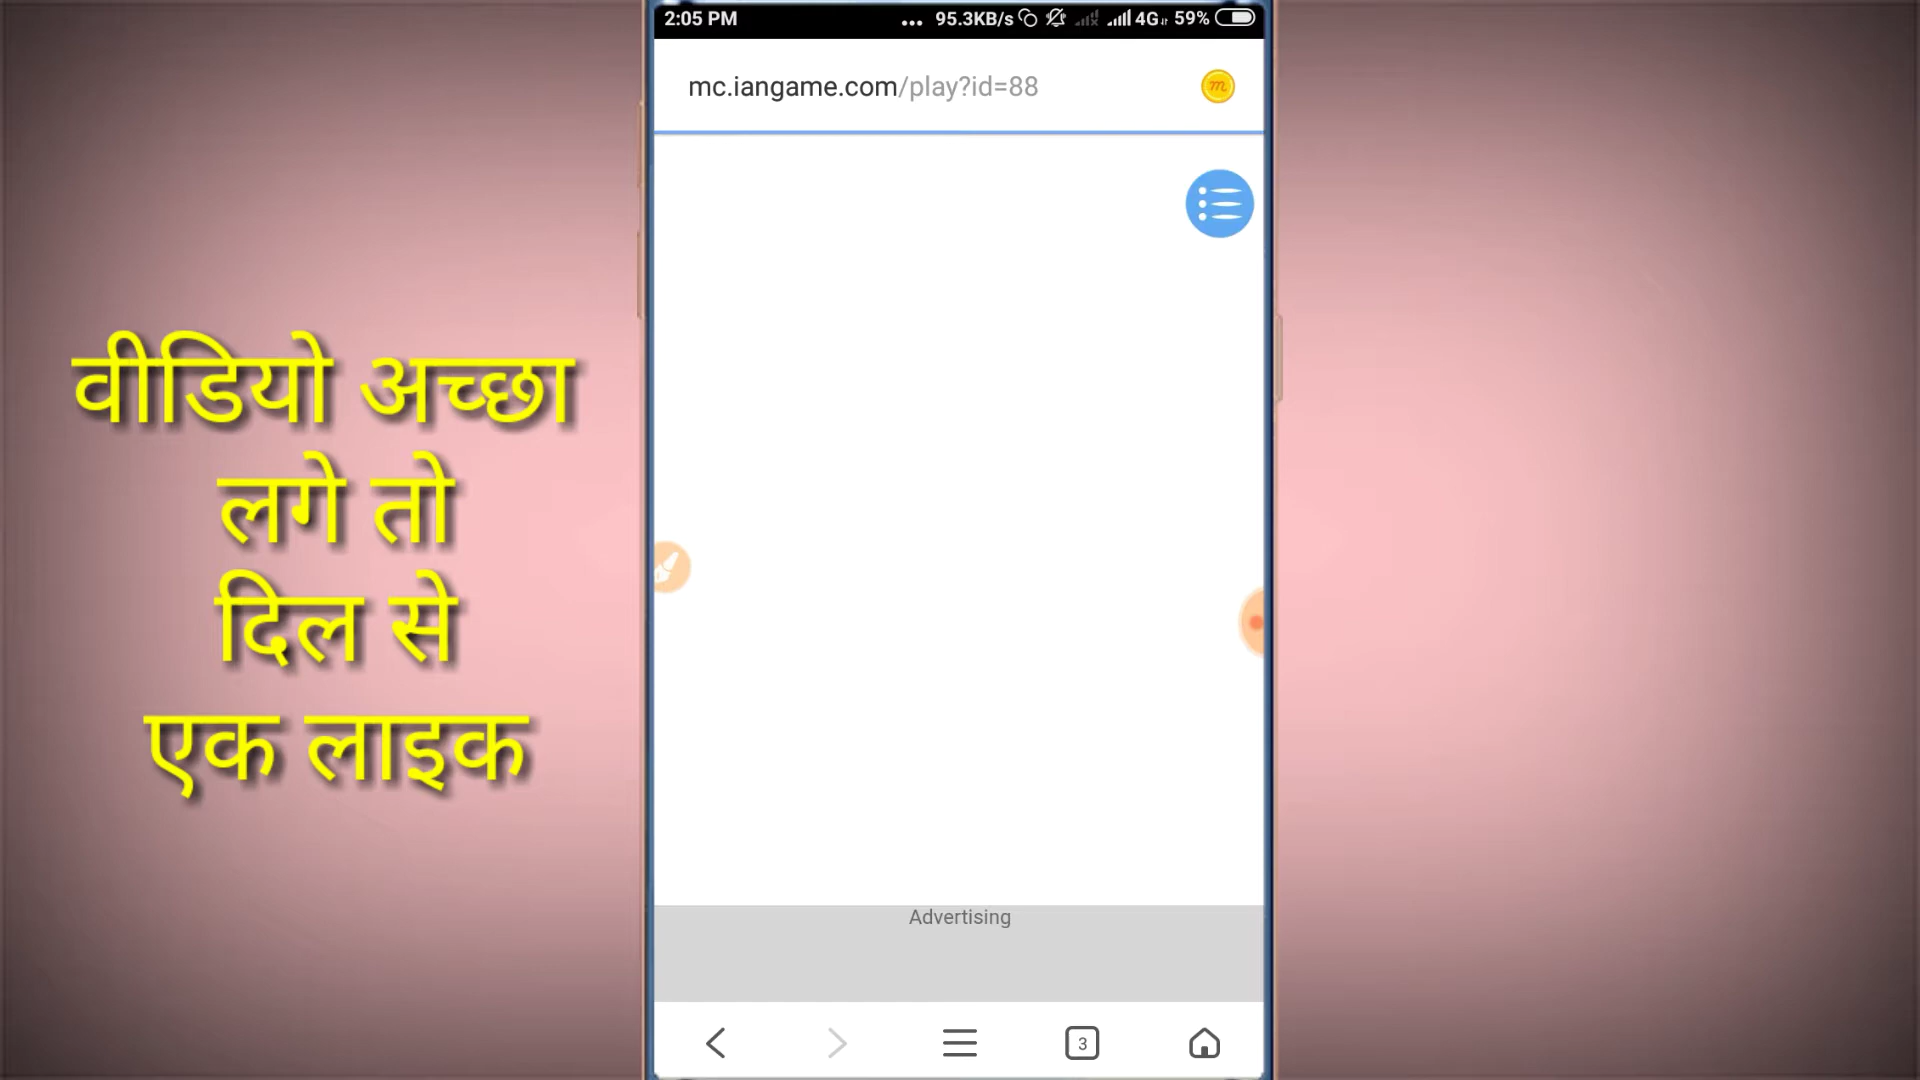 2:05 PM ... 95.3KB/s 4G 59%
mc.iangame.com/play?id=88
m
वीडियो अच्छा
लगे तो
दिल से
एक लाइक
Advertising
3